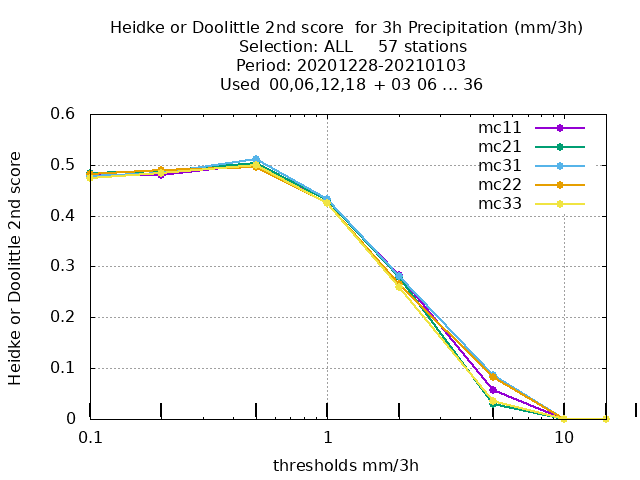 Heidke or Doolittle 2nd score  for 3h Precipitation (mm/3h)
Selection: ALL     57 stations
Period: 20201228-20210103
Used  00,06,12,18  + 03 06 ... 36
Heidke or Doolittle 2nd score
0.6
0.5
0.4
0.3
0.2
0.1
0
mc11
mc21
mc31
mc22
mc33
0.1 1 10
thresholds mm/3h